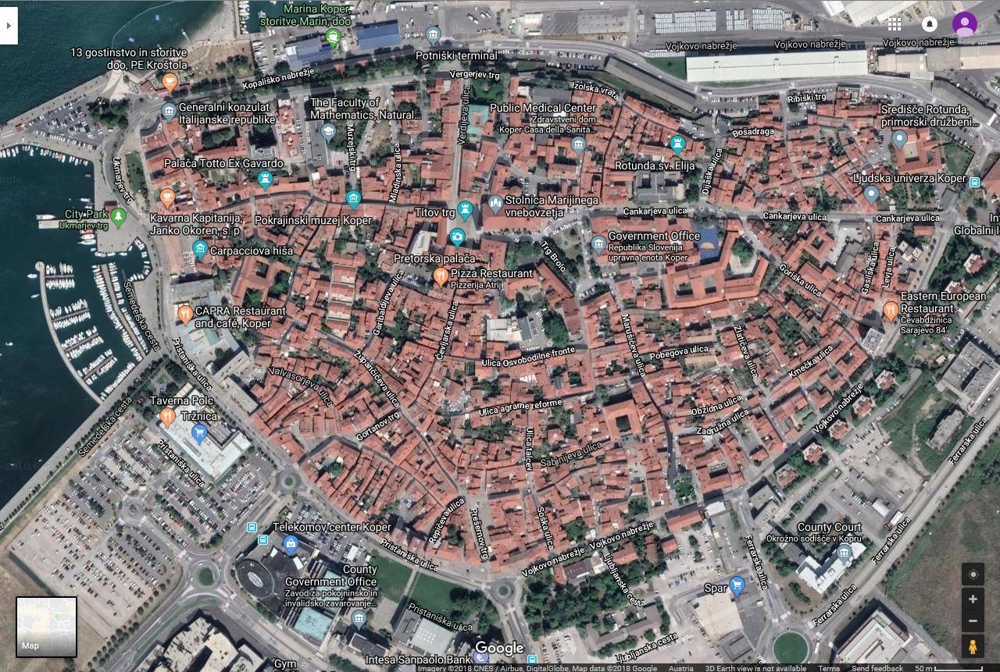 Marina Koper,
storitve Marin, doo
13 gostinstvo in storitve
doo, PE Kroštola
Potniški terminal
Vojkovo nabrežje
Vojkovo nabrežje
Vojkovo nabrežje
Kopališko nabrežje
Vergerjev trg
Izolska vrata
Ribiški trg
Generalni konzulat
Italijanske republike
The Faculty of
Mathematics, Natural...
Verdijeva ulica
Public Medical Center
Zdravstveni dom
Koper Casa della Sanità...
Središče Rotunda,
primorski družbeni...
Bošadraga
Muzejski trg
Mladinska ulica
Ukmarjev trg
Palača Totto Ex Gavardo
Rotunda sv. Elija
Dijaška ulica
Ljudska univerza Koper
City Park
Ukmarjev trg
Kavarna Kapitanija,
Janko Okoren, s. p
Pokrajinski muzej Koper
Titov trg
Stolnica Marijinega
vnebovzetja
Cankarjeva ulica
Cankarjeva ulica
Cankarjeva ulica
In
Globalni I
Carpacciova hiša
Pretorska palača
Trg Brolo
Government Office
Republika Slovenija
upravna enota Koper
Pizza Restaurant
Pizzerija Atrij
Goriška ulica
Gasilska ulica
Levja ulica
Semedelska cesta
CAPRA Restaurant
and café, Koper
Garibaldijeva ulica
Čevljarska ulica
Marušičeva ulica
Eastern European
Restaurant
Čevabdžinica
Sarajevo 84'
Pristaniška ulica
Valvasorjeva ulica
Župančičeva ulica
Ulica Osvobodilne fronte
Pobegova ulica
Zlatičeva ulica
Kmečka ulica
Taverna
Tržnica
Semedelska cesta
Pristaniška ulica
Gortanov trg
Ulica agrarne reforme
Ulica talcev
Sabinijeva ulica
Obzidna ulica
Zadružna ulica
Vojkovo nabrežje
Ferrarska ulica
Telekomov center Koper
Repičeva ulica
Prešernov trg
Šoška ulica
Vojkovo nabrežje
Vojkovo nabrežje
Pristaniška ulica
County Court
Okrožno sodišče v Kopru
Ferrarska ulica
Ferrarska ulica
Ferrarska ulica
Ljubljanska cesta
Spar
County
Government Office
Zavod za pokojninsko in
invalidsko zavarovanje...
Pristaniška ulica
Ljubljanska cesta
Map
Gym
Intesa Sanpaolo Bank
Google
Imagery ©2018 CNES / Airbus, DigitalGlobe, Map data ©2018 Google Austria 3D Earth view is not available Terms Send feedback 50 m